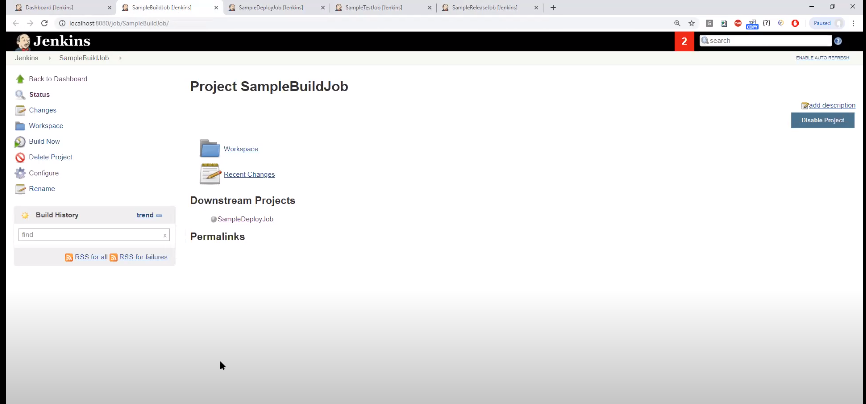 Dashboard [Jenkins]
SampleBuildJob [Jenkins]
SampleDeployJob [Jenkins]
SampleTestJob [Jenkins]
SampleReleaseJob [Jenkins]
localhost:8080/job/SampleBuildJob/
Paused
Jenkins
2
search
Jenkins
SampleBuildJob
ENABLE AUTO REFRESH
Back to Dashboard
Status
Changes
Workspace
Build Now
Delete Project
Configure
Rename
Build History
trend
find
x
RSS for all
RSS for failures
Project SampleBuildJob
add description
Disable Project
Workspace
Recent Changes
Downstream Projects
SampleDeployJob
Permalinks